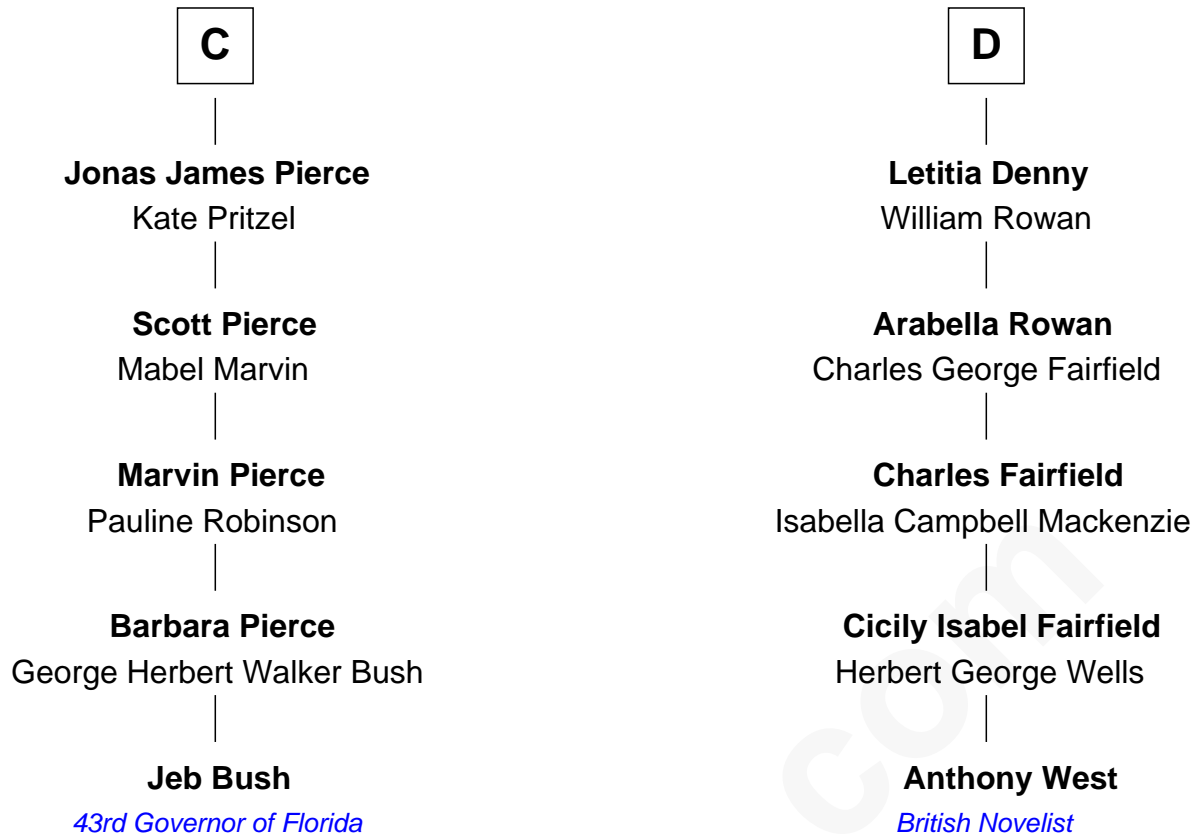 C
Jonas James Pierce
Kate Pritzel
Scott Pierce
Mabel Marvin
Marvin Pierce
Pauline Robinson
Barbara Pierce
George Herbert Walker Bush
Jeb Bush
43rd Governor of Florida
D
Letitia Denny
William Rowan
Arabella Rowan
Charles George Fairfield
Charles Fairfield
Isabella Campbell Mackenzie
Cicily Isabel Fairfield
Herbert George Wells
Anthony West
British Novelist
com